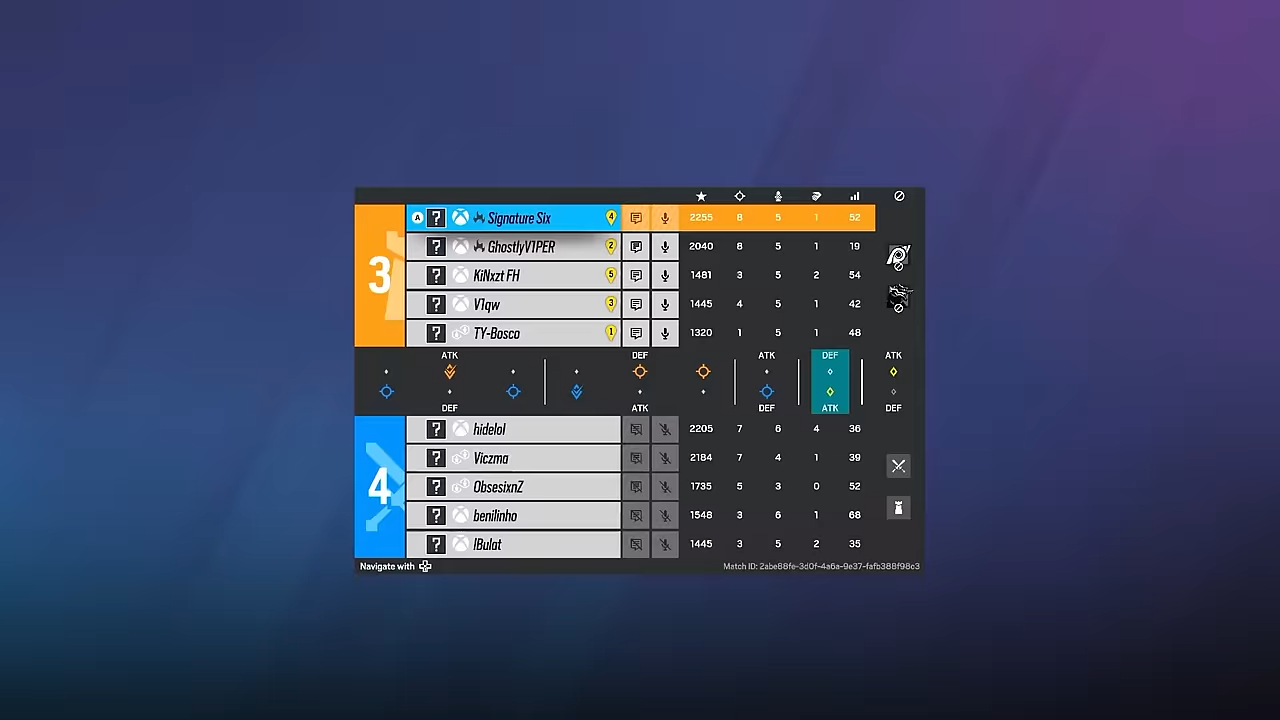 3
A ? Signature Six 4 2255 8 5 1 52
? GhostlyV1PER 2 2040 8 5 1 19
? KiNxzt FH 5 1481 3 5 2 54
? V1qw 3 1445 4 5 1 42
? TY-Bosco 1 1320 1 5 1 48
ATK DEF ATK DEF ATK
DEF ATK DEF ATK DEF
4
? hidelol 2205 7 6 4 36
? Viczma 2184 7 4 1 39
? ObsesixnZ 1735 5 3 0 52
? benilinho 1548 3 6 1 68
? lBulat 1445 3 5 2 35
Navigate with
Match ID: 2abe88fe-3d0f-4a6a-9e37-fafb388f98c3